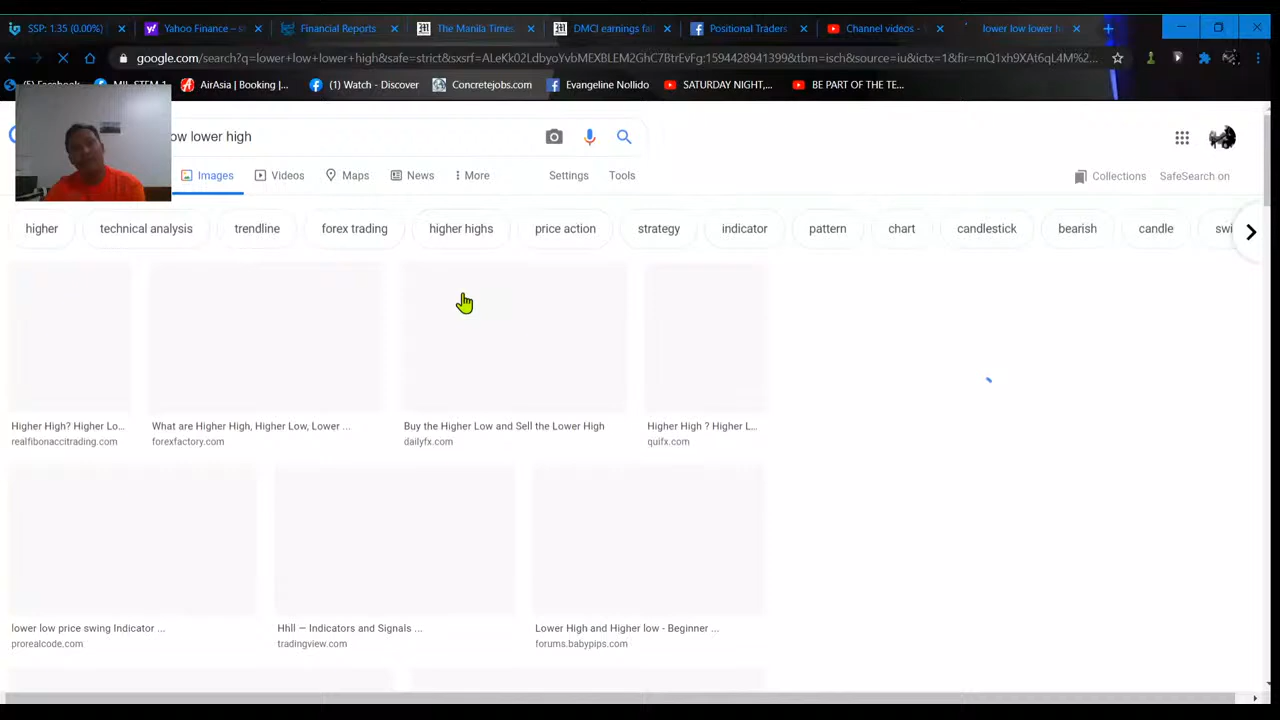 SSP: 1.35 (0.00%)
Yahoo Finance – s
Financial Reports
The Manila Times
DMCI earnings fa
Positional Traders
Channel videos -
lower low lower h
google.com/search?q=lower+low+lower+high&safe=strict&sxsrf=ALeKk02LdbyoYvbMEXBLEM2GhC7BtrEvFg:1594428941399&tbm=isch&source=iu&ictx=1&fir=mQ1xh9XAt6qL4M%2...
AirAsia | Booking |...
(1) Watch - Discover
Concretejobs.com
Evangeline Nollido
SATURDAY NIGHT,...
BE PART OF THE TE...
ow lower high
Images
Videos
Maps
News
More
Settings
Tools
Collections
SafeSearch on
higher
technical analysis
trendline
forex trading
higher highs
price action
strategy
indicator
pattern
chart
candlestick
bearish
candle
swi
Higher High? Higher Lo...
What are Higher High, Higher Low, Lower ...
Buy the Higher Low and Sell the Lower High
Higher High ? Higher L...
realfibonaccitrading.com
forexfactory.com
dailyfx.com
quifx.com
lower low price swing Indicator ...
Hhll — Indicators and Signals ...
Lower High and Higher low - Beginner ...
prorealcode.com
tradingview.com
forums.babypips.com